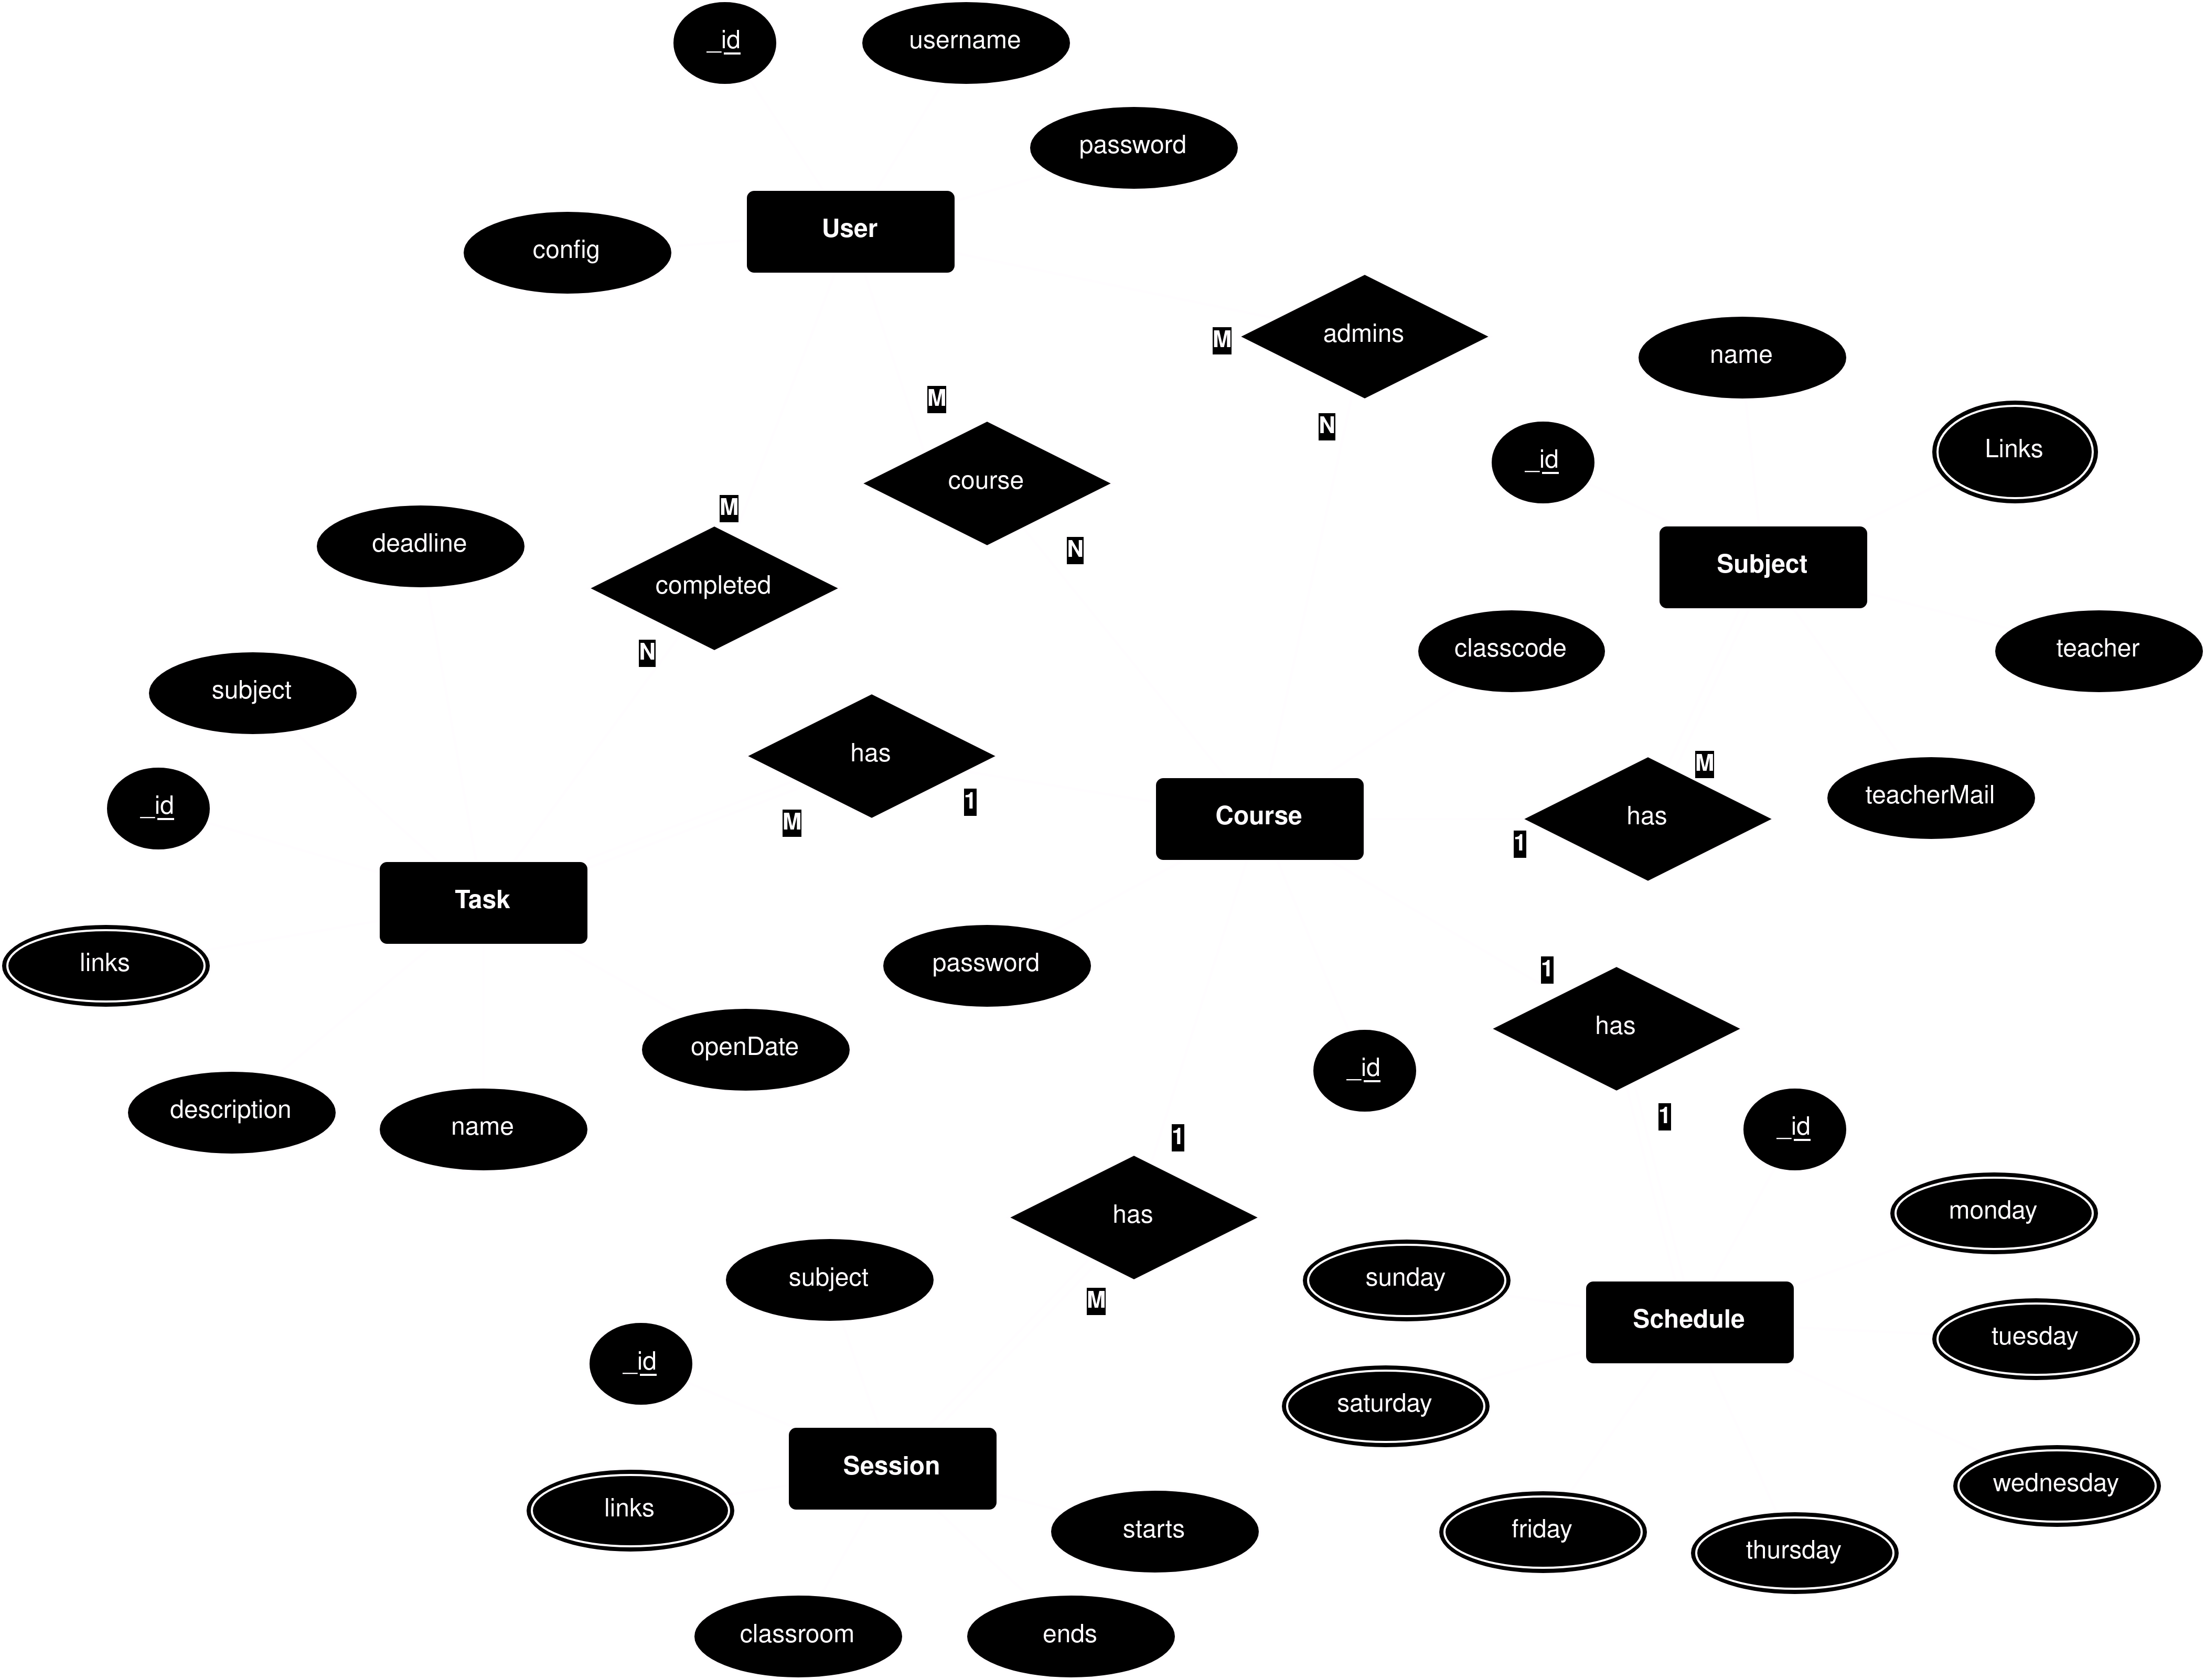 _id
username
password
User
config
admins
M
name
M
N
Links
_id
course
M
deadline
N
Subject
completed
classcode
teacher
N
subject
has
M
teacherMail
_id
1
Course
has
M
1
Task
links
password
1
openDate
has
_id
description
name
1
1
_id
has
monday
subject
sunday
M
Schedule
tuesday
_id
saturday
Session
wednesday
links
starts
friday
thursday
classroom
ends